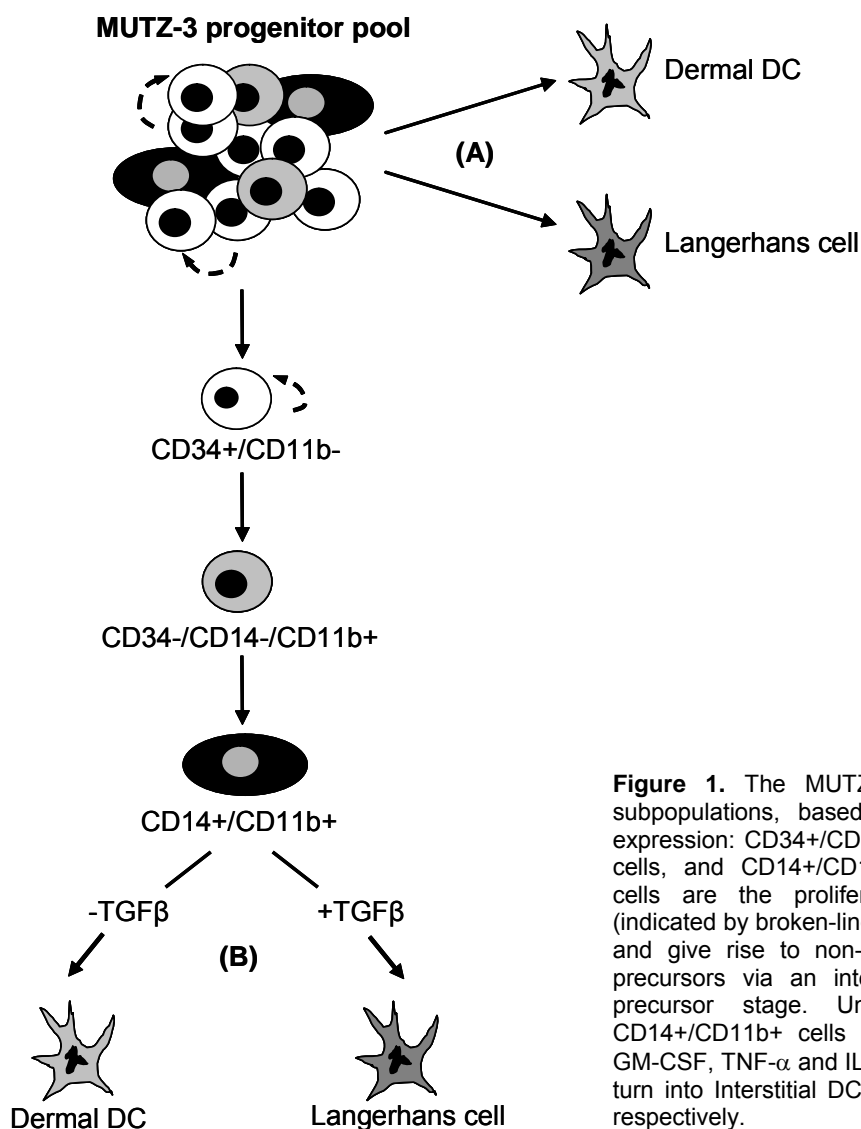 MUTZ-3 progenitor pool
Dermal DC
(A)
Langerhans cell
CD34+/CD11b-
CD34-/CD14-/CD11b+
CD14+/CD11b+
-TGFβ +TGFβ
(B)
Dermal DC Langerhans cell
Figure 1. The MUTZ
subpopulations, based
expression: CD34+/CD
cells, and CD14+/CD1
cells are the prolifer
(indicated by broken-lin
and give rise to non-
precursors via an inte
precursor stage. Un
CD14+/CD11b+ cells
GM-CSF, TNF-α and IL
turn into Interstitial DC
respectively.